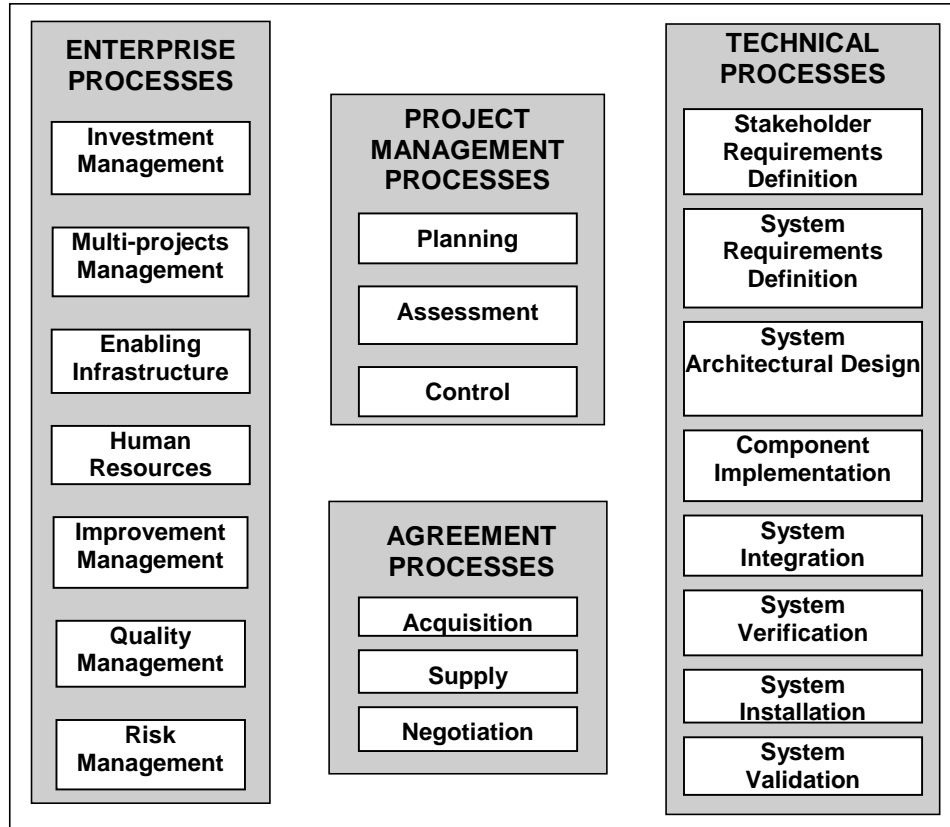 ENTERPRISE
PROCESSES
Investment
Management
Multi-projects
Management
Enabling
Infrastructure
Human
Resources
Improvement
Management
Quality
Management
Risk
Management
PROJECT
MANAGEMENT
PROCESSES
Planning
Assessment
Control
AGREEMENT
PROCESSES
Acquisition
Supply
Negotiation
TECHNICAL
PROCESSES
Stakeholder
Requirements
Definition
System
Requirements
Definition
System
Architectural Design
Component
Implementation
System
Integration
System
Verification
System
Installation
System
Validation